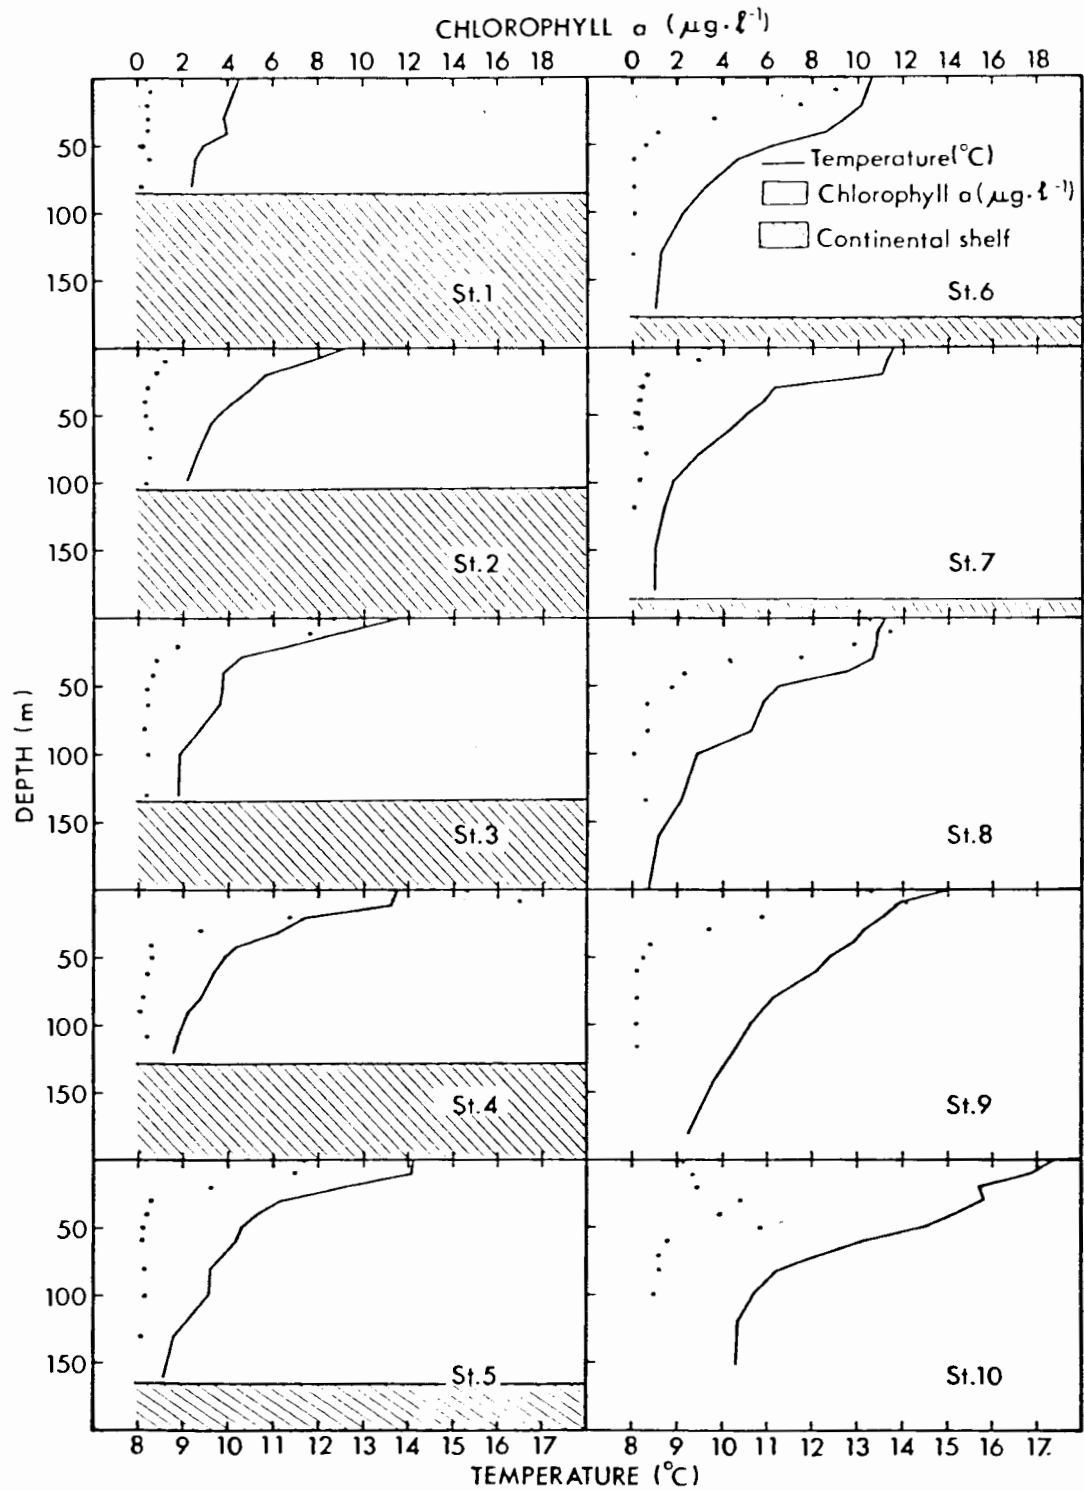 CHLOROPHYLL a (μg·ℓ⁻¹)
0 2 4 6 8 10 12 14 16 18
0 2 4 6 8 10 12 14 16 18
50
100
150
St.1
Temperature(°C)
Chlorophyll a (μg·ℓ⁻¹)
Continental shelf
St.6
50
100
150
St.2
St.7
DEPTH (m)
50
100
150
St.3
St.8
50
100
150
St.4
St.9
50
100
150
St.5
St.10
8 9 10 11 12 13 14 15 16 17
8 9 10 11 12 13 14 15 16 17.
TEMPERATURE (°C)